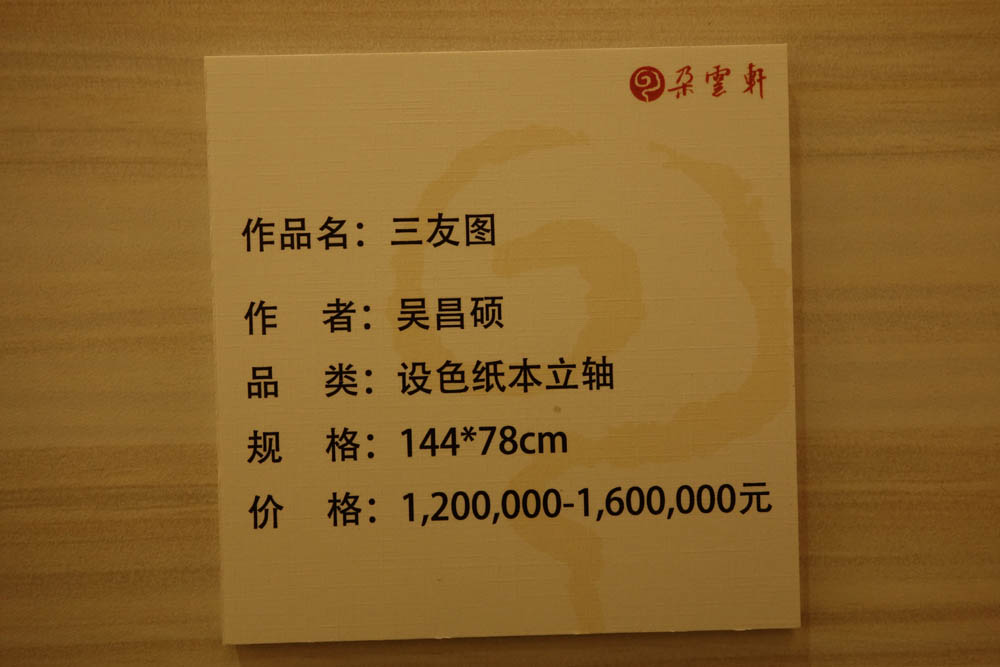 朵雲軒
作品名：三友图
作 者：吴昌硕
品 类：设色纸本立轴
规 格：144*78cm
价 格：1,200,000-1,600,000元